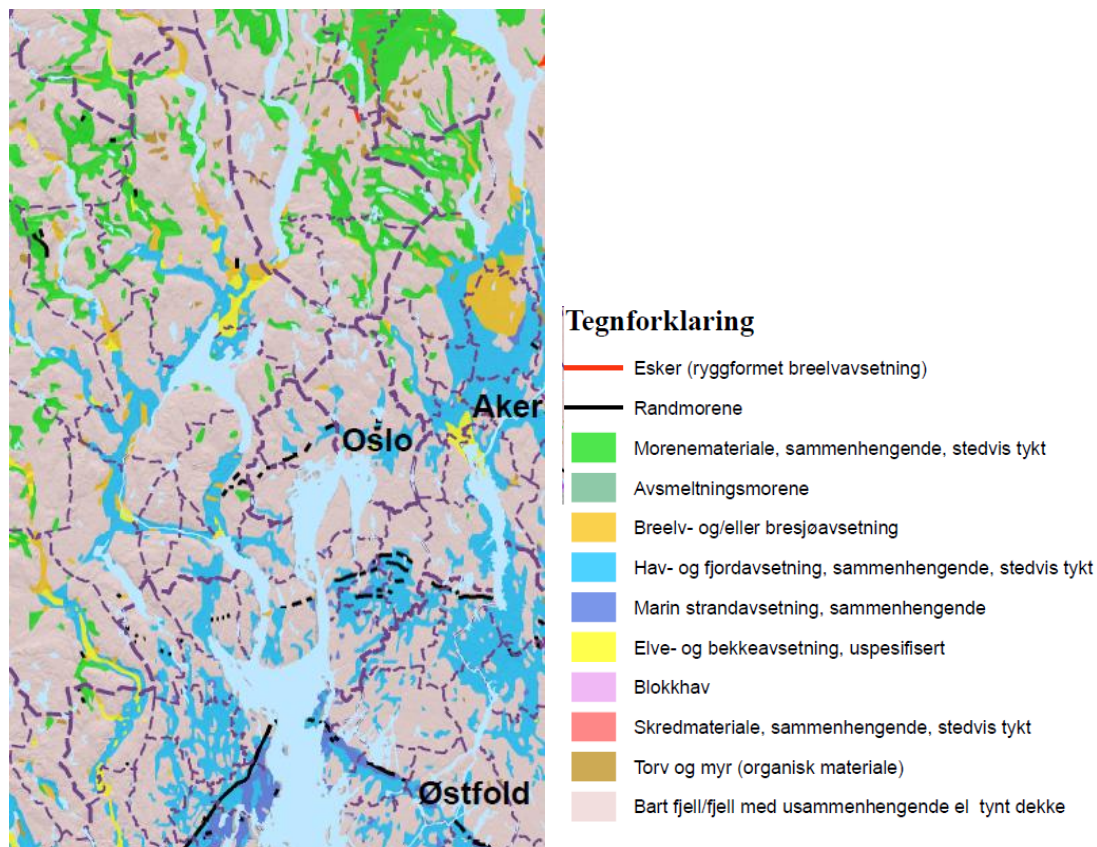 Aker
Oslo
Østfold
Tegnforklaring
Esker (ryggformet breelvavsetning)
Randmorene
Morenemateriale, sammenhengende, stedvis tykt
Avsmeltningsmorene
Breelv- og/eller bresjøavsetning
Hav- og fjordavsetning, sammenhengende, stedvis tykt
Marin strandavsetning, sammenhengende
Elve- og bekkeavsetning, uspesifisert
Blokkhav
Skredmateriale, sammenhengende, stedvis tykt
Torv og myr (organisk materiale)
Bart fjell/fjell med usammenhengende el tynt dekke